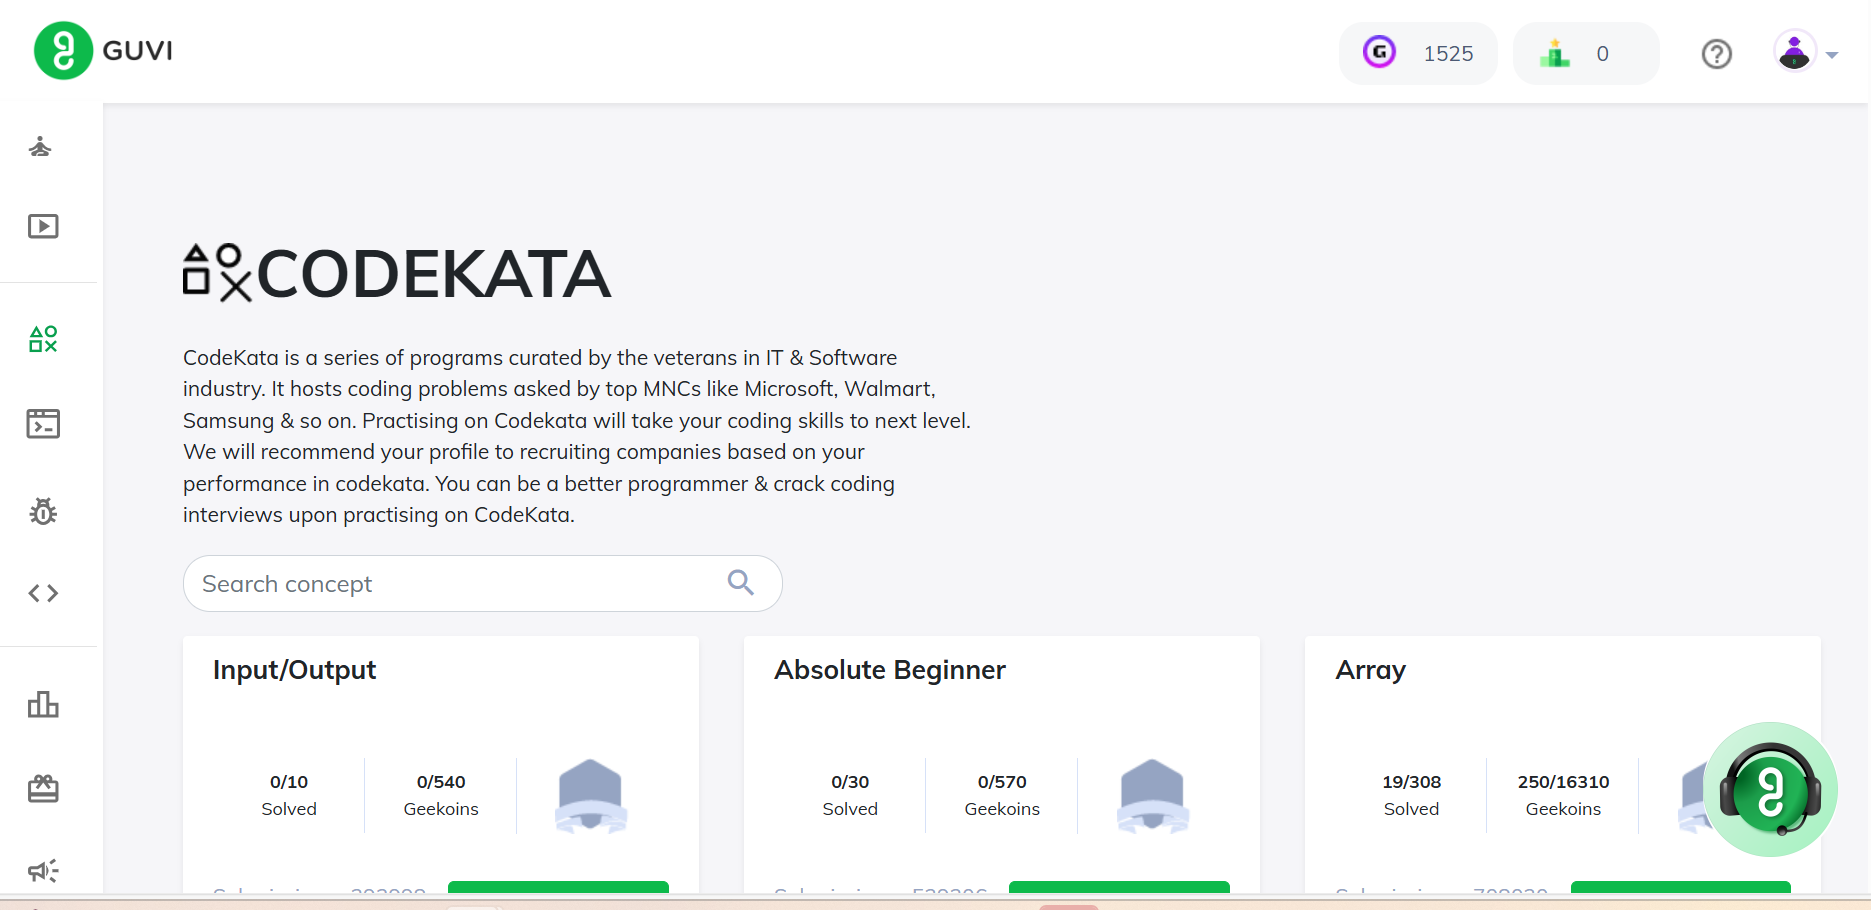 GUVI
1525
0
CODEKATA
CodeKata is a series of programs curated by the veterans in IT & Software
industry. It hosts coding problems asked by top MNCs like Microsoft, Walmart,
Samsung & so on. Practising on Codekata will take your coding skills to next level.
We will recommend your profile to recruiting companies based on your
performance in codekata. You can be a better programmer & crack coding
interviews upon practising on CodeKata.
Search concept
Input/Output
0/10
Solved
0/540
Geekoins
Absolute Beginner
0/30
Solved
0/570
Geekoins
Array
19/308
Solved
250/16310
Geekoins